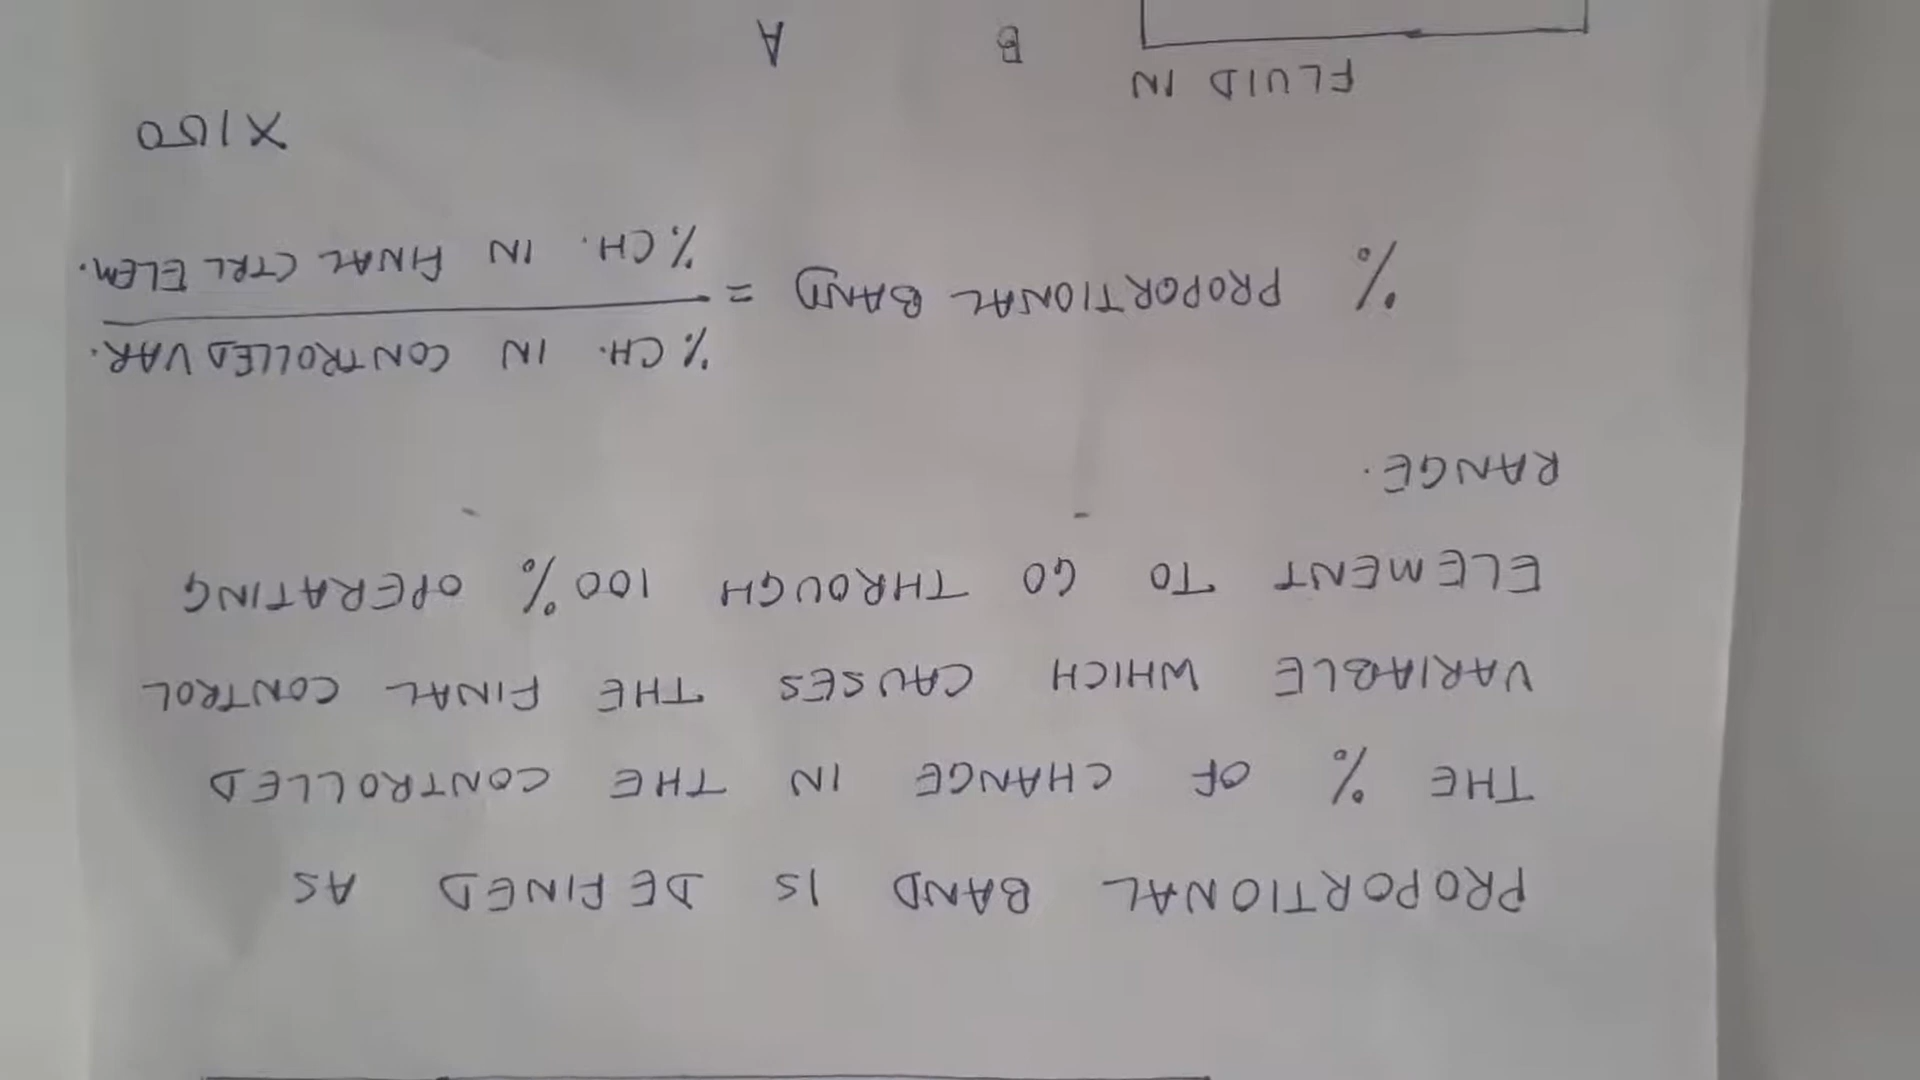 PROPORTIONAL BAND IS DEFINED AS
THE % OF CHANGE IN THE CONTROLLED
VARIABLE WHICH CAUSES THE FINAL CONTROL
ELEMENT TO GO THROUGH 100% OPERATING
RANGE.
% CH. IN CONTROLLED VAR.
% PROPORTIONAL BAND =
% CH. IN FINAL CTRL ELEM.
X100
FLUID IN
B A